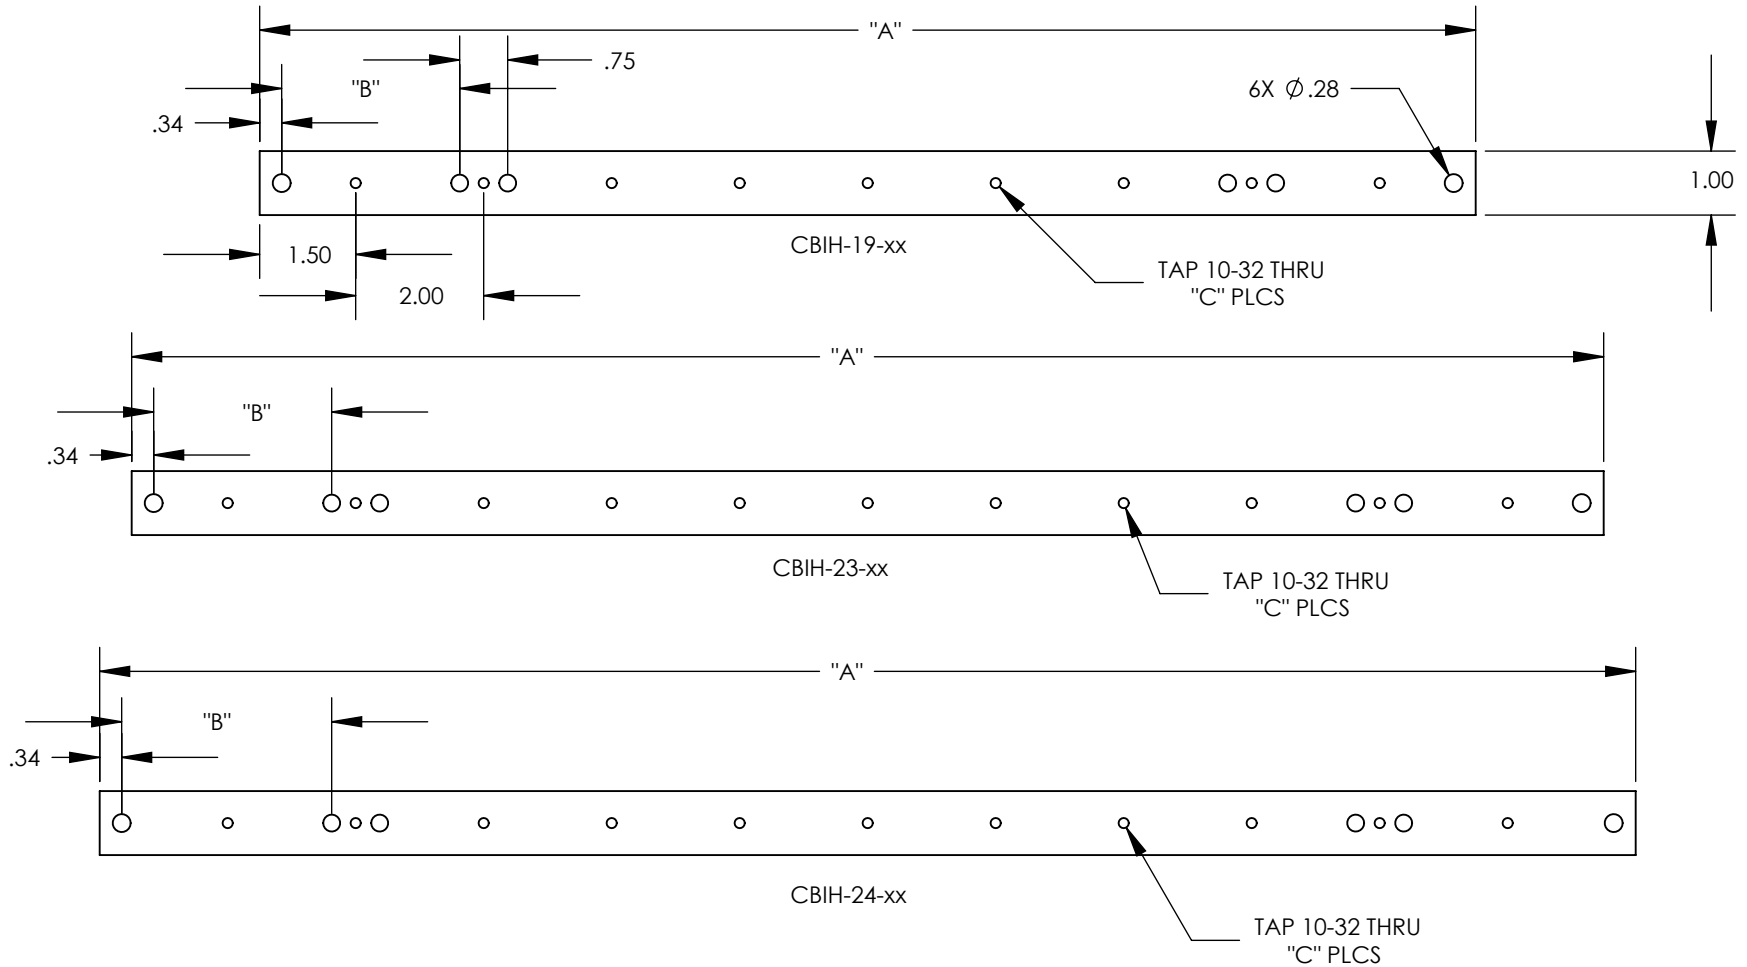 "A"
.75
"B"
6X Ø.28
.34
1.00
CBIH-19-xx
1.50
TAP 10-32 THRU
"C" PLCS
2.00
"A"
"B"
.34
CBIH-23-xx
TAP 10-32 THRU
"C" PLCS
"A"
"B"
.34
CBIH-24-xx
TAP 10-32 THRU
"C" PLCS